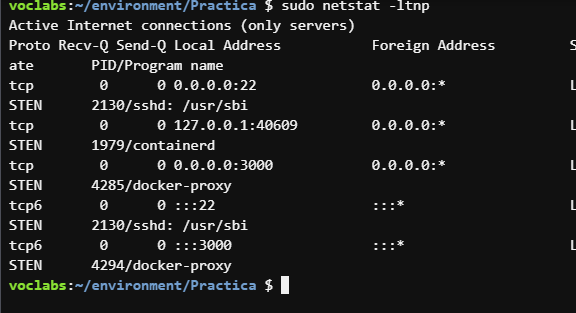 voclabs:~/environment/Practica $ sudo netstat -ltnp
Active Internet connections (only servers)
Proto Recv-Q Send-Q Local Address           Foreign Address         St
ate       PID/Program name
tcp        0      0 0.0.0.0:22              0.0.0.0:*               L
STEN      2130/sshd: /usr/sbi
tcp        0      0 127.0.0.1:40609         0.0.0.0:*               L
STEN      1979/containerd
tcp        0      0 0.0.0.0:3000            0.0.0.0:*               L
STEN      4285/docker-proxy
tcp6       0      0 :::22                   :::*                    L
STEN      2130/sshd: /usr/sbi
tcp6       0      0 :::3000                 :::*                    L
STEN      4294/docker-proxy
voclabs:~/environment/Practica $